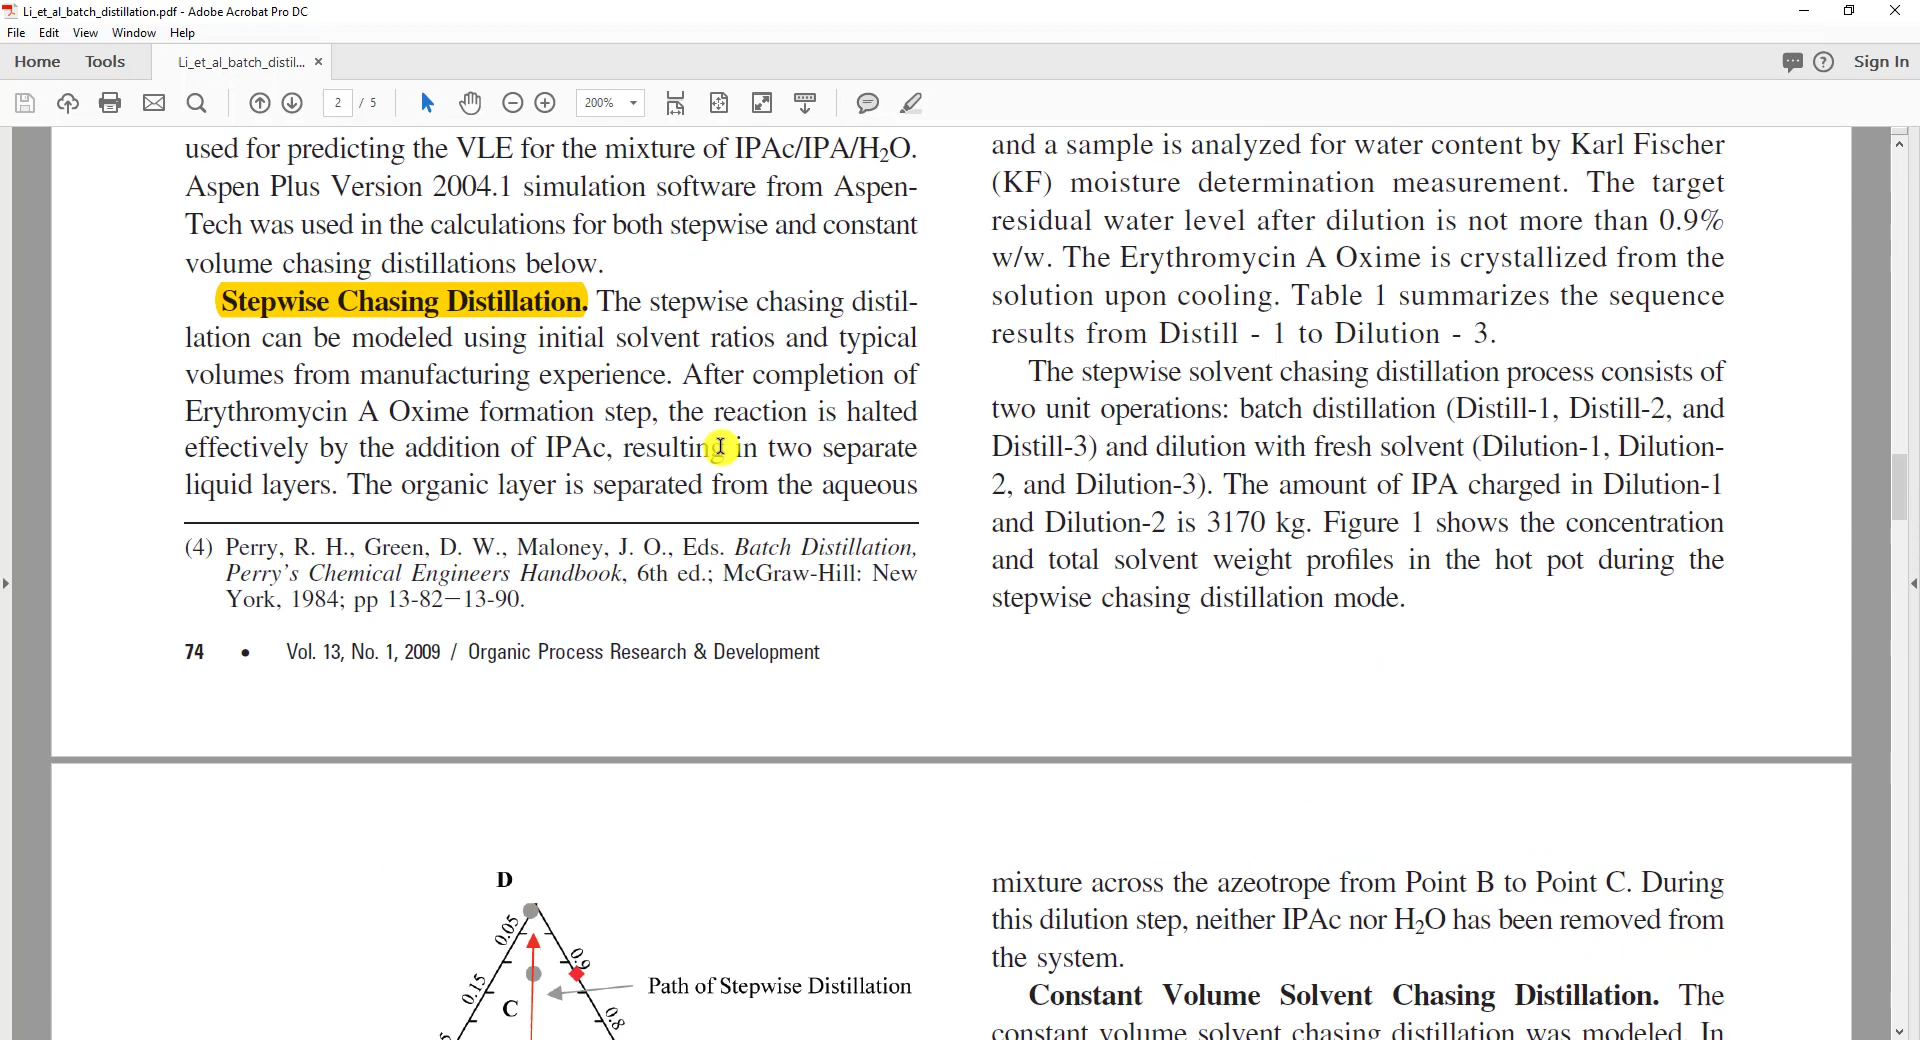 Li_et_al_batch_distillation.pdf - Adobe Acrobat Pro DC
File Edit View Window Help
Home Tools Li_et_al_batch_distil... × Sign In
2 / 5 200%
used for predicting the VLE for the mixture of IPAc/IPA/H₂O.
Aspen Plus Version 2004.1 simulation software from Aspen-
Tech was used in the calculations for both stepwise and constant
volume chasing distillations below.
Stepwise Chasing Distillation. The stepwise chasing distil-
lation can be modeled using initial solvent ratios and typical
volumes from manufacturing experience. After completion of
Erythromycin A Oxime formation step, the reaction is halted
effectively by the addition of IPAc, resulting in two separate
liquid layers. The organic layer is separated from the aqueous
(4) Perry, R. H., Green, D. W., Maloney, J. O., Eds. Batch Distillation,
Perry's Chemical Engineers Handbook, 6th ed.; McGraw-Hill: New
York, 1984; pp 13-82−13-90.
74 • Vol. 13, No. 1, 2009 / Organic Process Research & Development
and a sample is analyzed for water content by Karl Fischer
(KF) moisture determination measurement. The target
residual water level after dilution is not more than 0.9%
w/w. The Erythromycin A Oxime is crystallized from the
solution upon cooling. Table 1 summarizes the sequence
results from Distill - 1 to Dilution - 3.
The stepwise solvent chasing distillation process consists of
two unit operations: batch distillation (Distill-1, Distill-2, and
Distill-3) and dilution with fresh solvent (Dilution-1, Dilution-
2, and Dilution-3). The amount of IPA charged in Dilution-1
and Dilution-2 is 3170 kg. Figure 1 shows the concentration
and total solvent weight profiles in the hot pot during the
stepwise chasing distillation mode.
D
0.05
0.9
0.15
C
0.8
Path of Stepwise Distillation
mixture across the azeotrope from Point B to Point C. During
this dilution step, neither IPAc nor H₂O has been removed from
the system.
Constant Volume Solvent Chasing Distillation. The
constant volume solvent chasing distillation was modeled. In